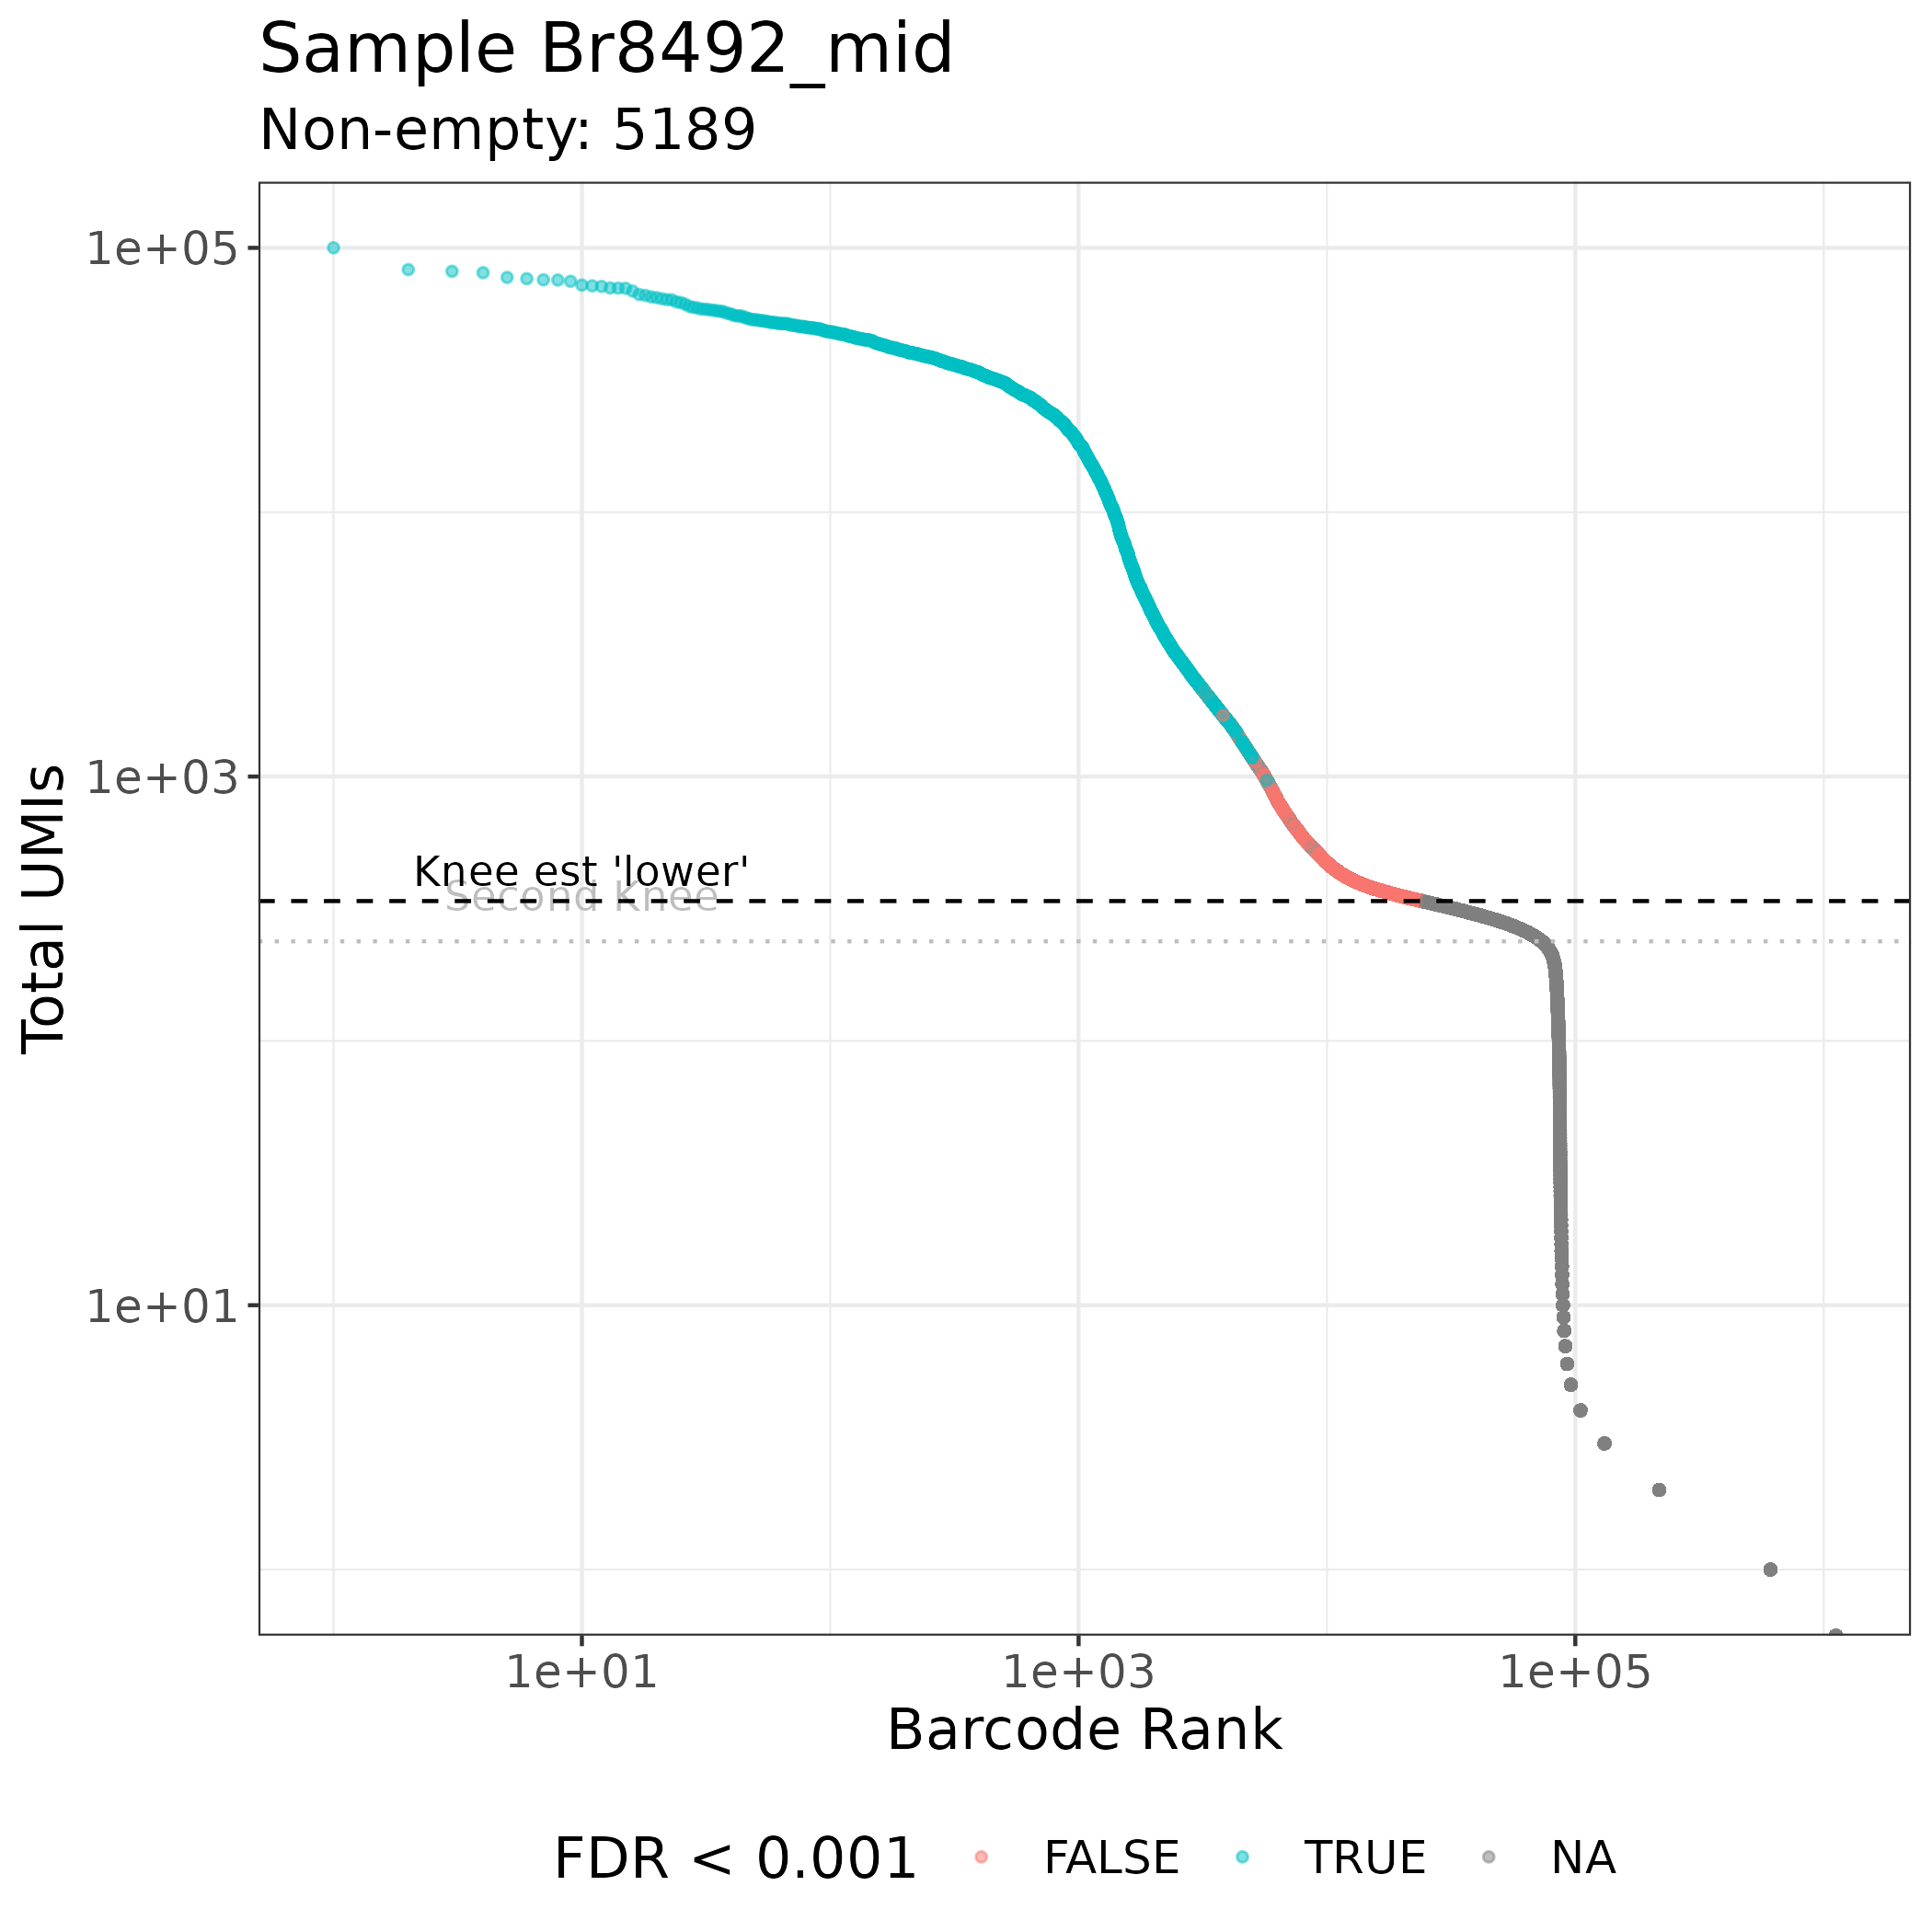 Sample Br8492_mid
Non-empty: 5189
1e+05
1e+03
1e+01
Total UMIs
Knee est 'lower'
Second Knee
1e+01 1e+03 1e+05
Barcode Rank
FDR < 0.001 FALSE TRUE NA